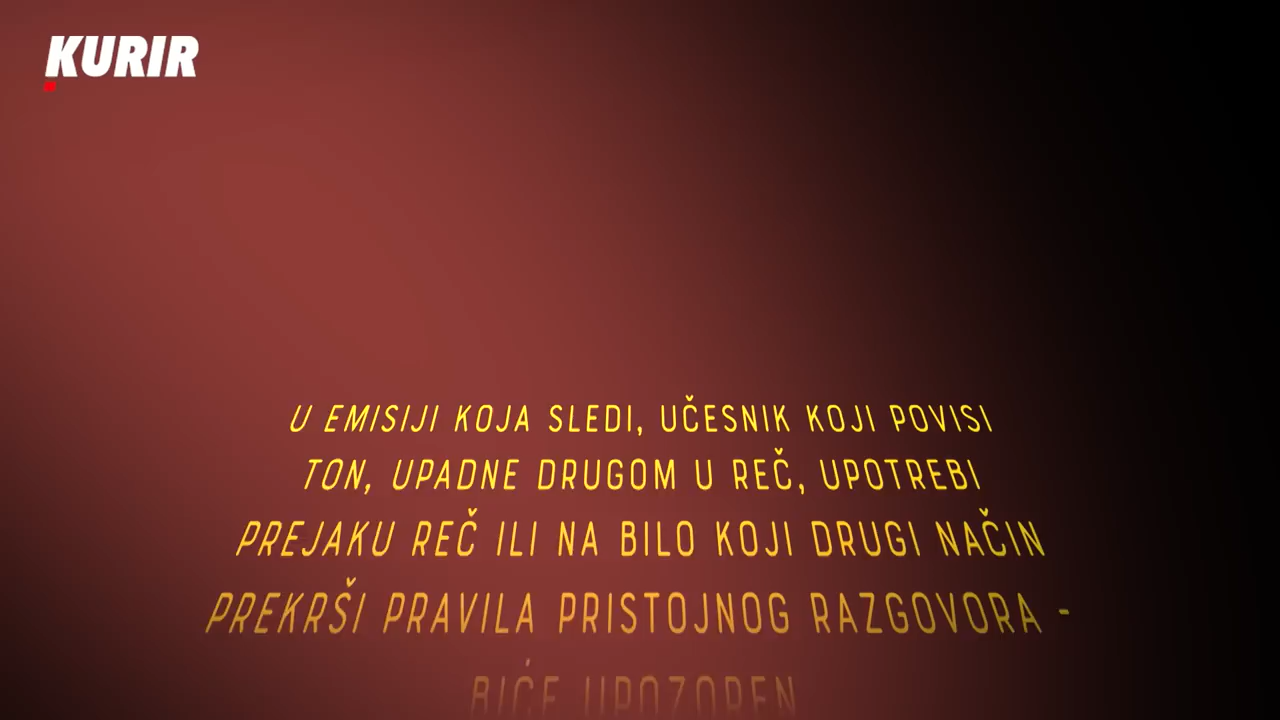 KURIR
U EMISIJI KOJA SLEDI, UČESNIK KOJI POVISI
TON, UPADNE DRUGOM U REČ, UPOTREBI
PREJAKU REČ ILI NA BILO KOJI DRUGI NAČIN
PREKRŠI PRAVILA PRISTOJNOG RAZGOVORA -
BIĆE UPOZOREN